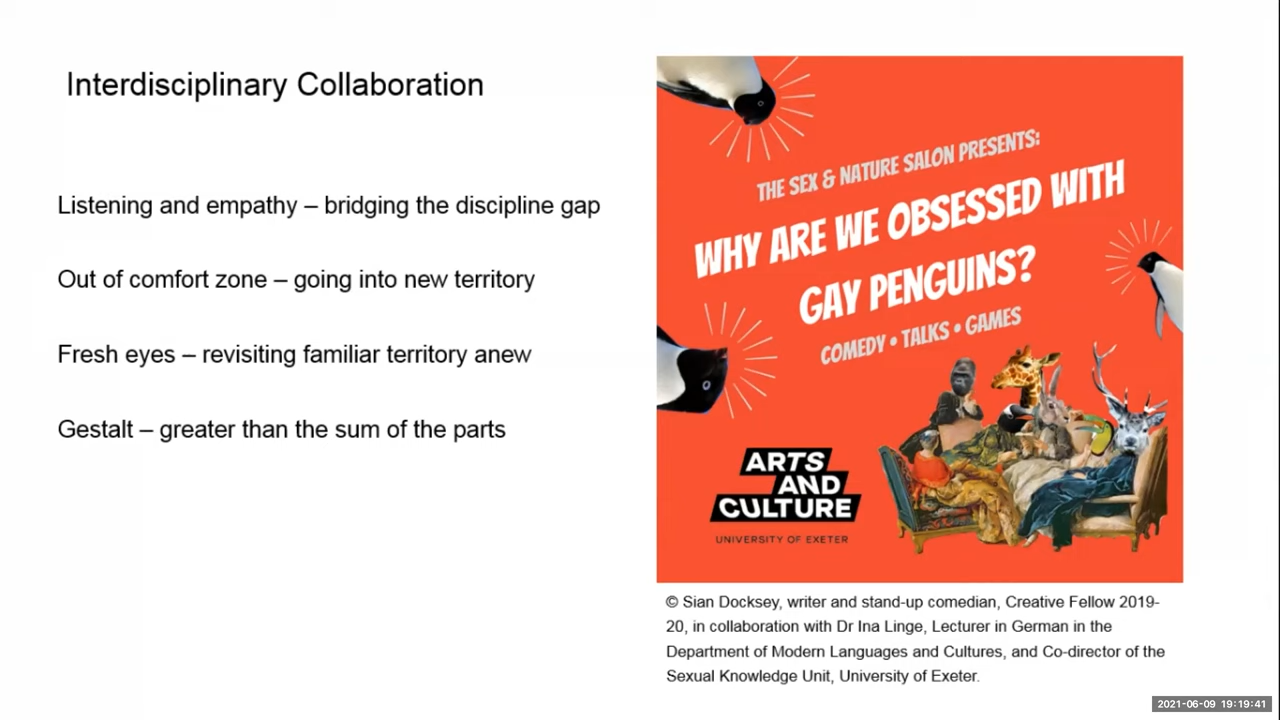 Interdisciplinary Collaboration
Listening and empathy – bridging the discipline gap
Out of comfort zone – going into new territory
Fresh eyes – revisiting familiar territory anew
Gestalt – greater than the sum of the parts
THE SEX & NATURE SALON PRESENTS:
WHY ARE WE OBSESSED WITH
GAY PENGUINS?
COMEDY • TALKS • GAMES
ARTS
AND
CULTURE
UNIVERSITY OF EXETER
© Sian Docksey, writer and stand-up comedian, Creative Fellow 2019-
20, in collaboration with Dr Ina Linge, Lecturer in German in the
Department of Modern Languages and Cultures, and Co-director of the
Sexual Knowledge Unit, University of Exeter.
2021-06-09 19:19:41